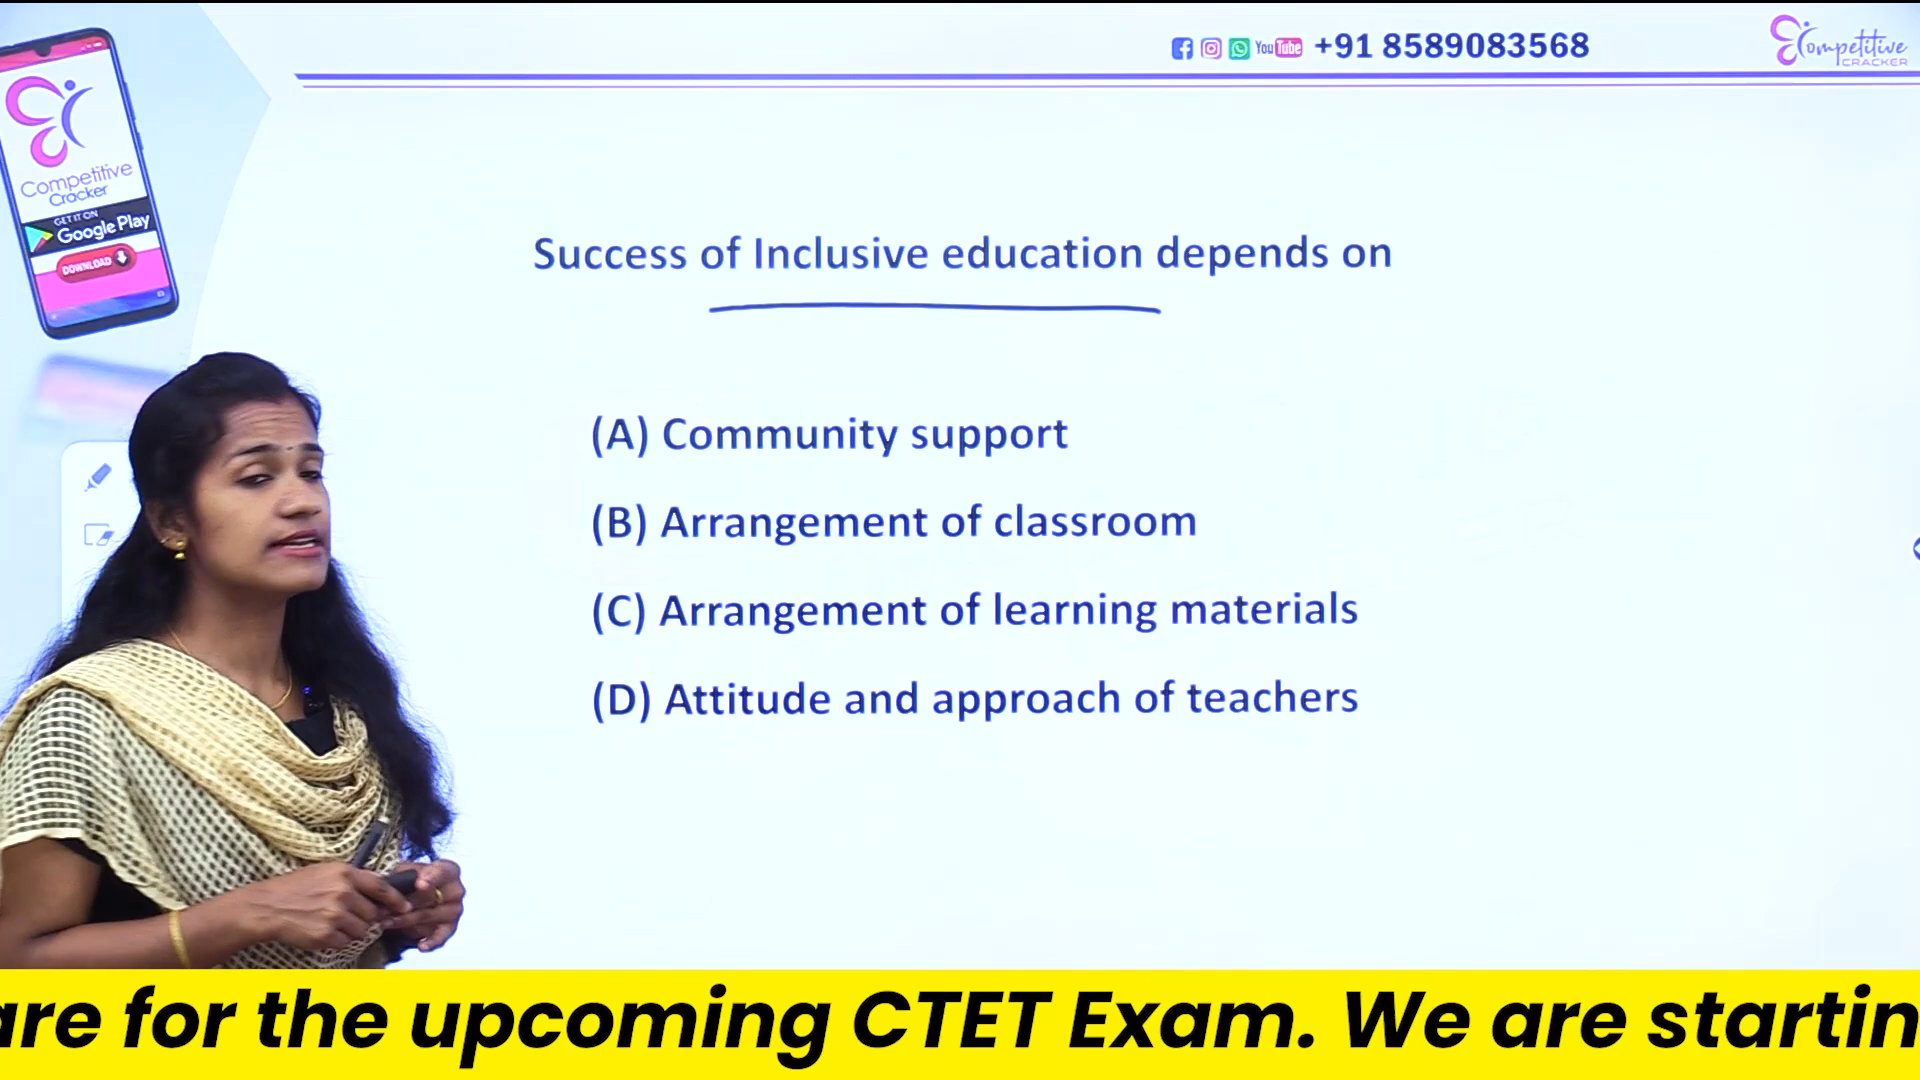 You Tube +91 8589083568
Competitive
CRACKER
Competitive
Cracker
GET IT ON
Google Play
DOWNLOAD
Success of Inclusive education depends on
(A) Community support
(B) Arrangement of classroom
(C) Arrangement of learning materials
(D) Attitude and approach of teachers
are for the upcoming CTET Exam. We are startin